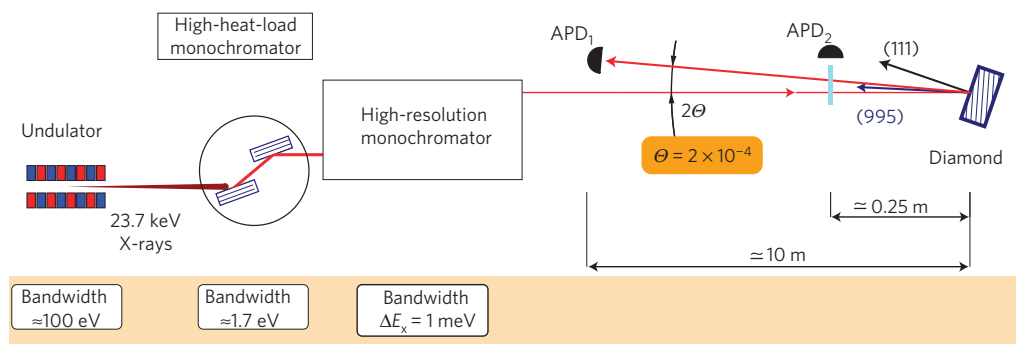 High-heat-load
monochromator
Undulator
23.7 keV
X-rays
High-resolution
monochromator
APD₁
2Θ
Θ = 2 × 10⁻⁴
APD₂
(111)
(995)
Diamond
≃ 0.25 m
≃ 10 m
Bandwidth
≈100 eV
Bandwidth
≈1.7 eV
Bandwidth
ΔEₓ = 1 meV